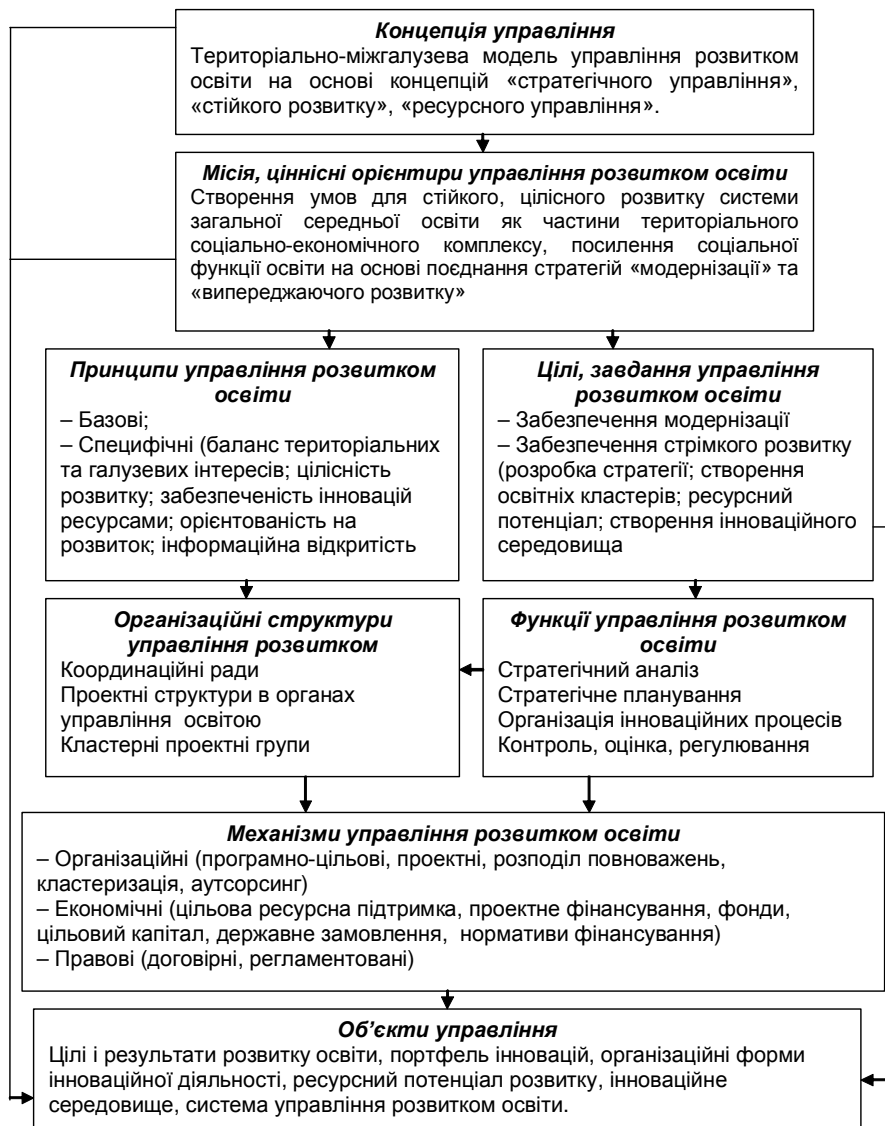 Концепція управління
Територіально-міжгалузева модель управління розвитком
освіти на основі концепцій «стратегічного управління»,
«стійкого розвитку», «ресурсного управління».
Місія, ціннісні орієнтири управління розвитком освіти
Створення умов для стійкого, цілісного розвитку системи
загальної середньої освіти як частини територіального
соціально-економічного комплексу, посилення соціальної
функції освіти на основі поєднання стратегій «модернізації» та
«випереджаючого розвитку»
Принципи управління розвитком
освіти
– Базові;
– Специфічні (баланс територіальних
та галузевих інтересів; цілісність
розвитку; забезпеченість інновацій
ресурсами; орієнтованість на
розвиток; інформаційна відкритість
Цілі, завдання управління
розвитком освіти
– Забезпечення модернізації
– Забезпечення стрімкого розвитку
(розробка стратегії; створення
освітніх кластерів; ресурсний
потенціал; створення інноваційного
середовища
Організаційні структури
управління розвитком
Координаційні ради
Проектні структури в органах
управління освітою
Кластерні проектні групи
Функції управління розвитком
освіти
Стратегічний аналіз
Стратегічне планування
Організація інноваційних процесів
Контроль, оцінка, регулювання
Механізми управління розвитком освіти
– Організаційні (програмно-цільові, проектні, розподіл повноважень,
кластеризація, аутсорсинг)
– Економічні (цільова ресурсна підтримка, проектне фінансування, фонди,
цільовий капітал, державне замовлення, нормативи фінансування)
– Правові (договірні, регламентовані)
Об’єкти управління
Цілі і результати розвитку освіти, портфель інновацій, організаційні форми
інноваційної діяльності, ресурсний потенціал розвитку, інноваційне
середовище, система управління розвитком освіти.